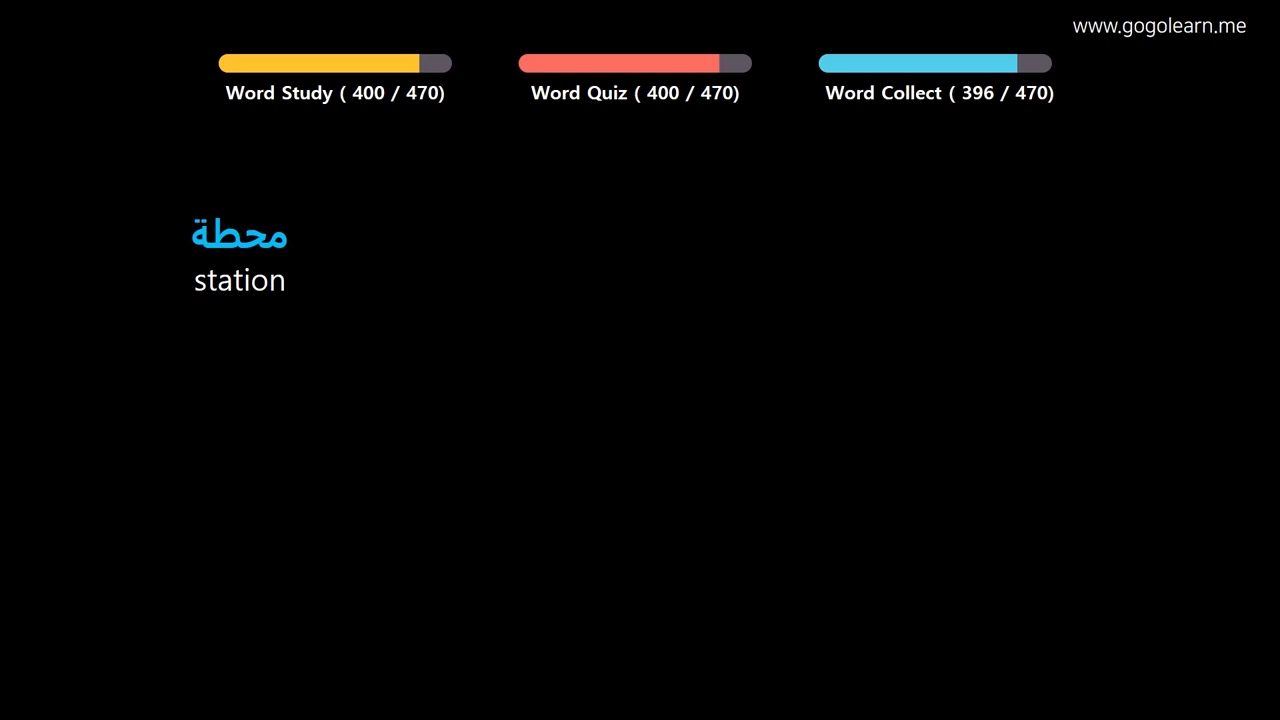 www.gogolearn.me
Word Study ( 400 / 470)
Word Quiz ( 400 / 470)
Word Collect ( 396 / 470)
محطة
station